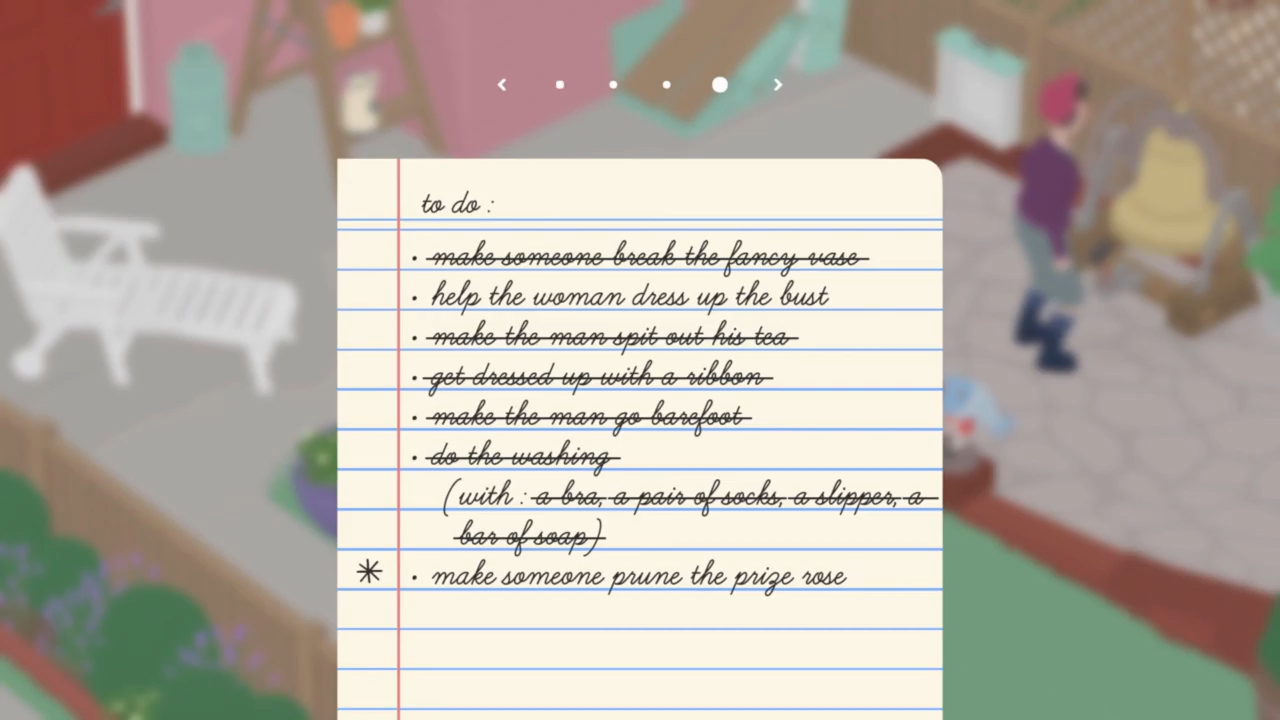 to do :
• make someone break the fancy vase
• help the woman dress up the bust
• make the man spit out his tea
• get dressed up with a ribbon
• make the man go barefoot
• do the washing
(with : a bra, a pair of socks, a slipper, a
bar of soap)
* • make someone prune the prize rose